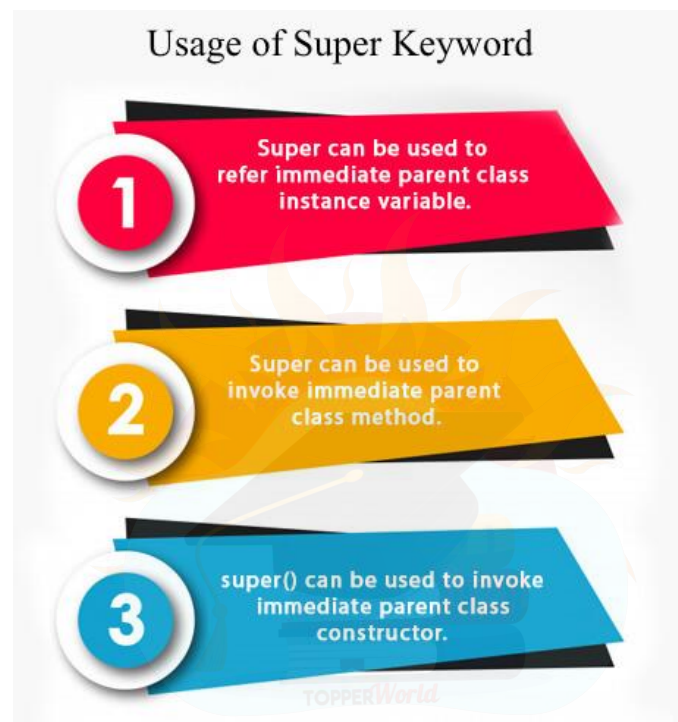 Usage of Super Keyword
1
Super can be used to
refer immediate parent class
instance variable.
2
Super can be used to
invoke immediate parent
class method.
3
super() can be used to invoke
immediate parent class
constructor.
TOPPERWorld